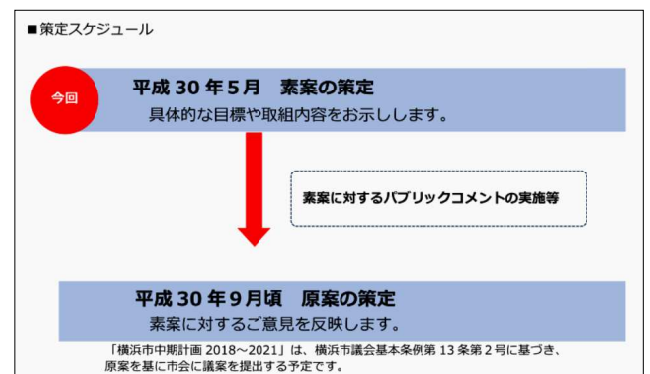 ■策定スケジュール
今回
平成 30 年５月　素案の策定
具体的な目標や取組内容をお示しします。
素案に対するパブリックコメントの実施等
平成 30 年９月頃　原案の策定
素案に対するご意見を反映します。
「横浜市中期計画 2018～2021」は、横浜市議会基本条例第 13 条第２号に基づき、
原案を基に市会に議案を提出する予定です。